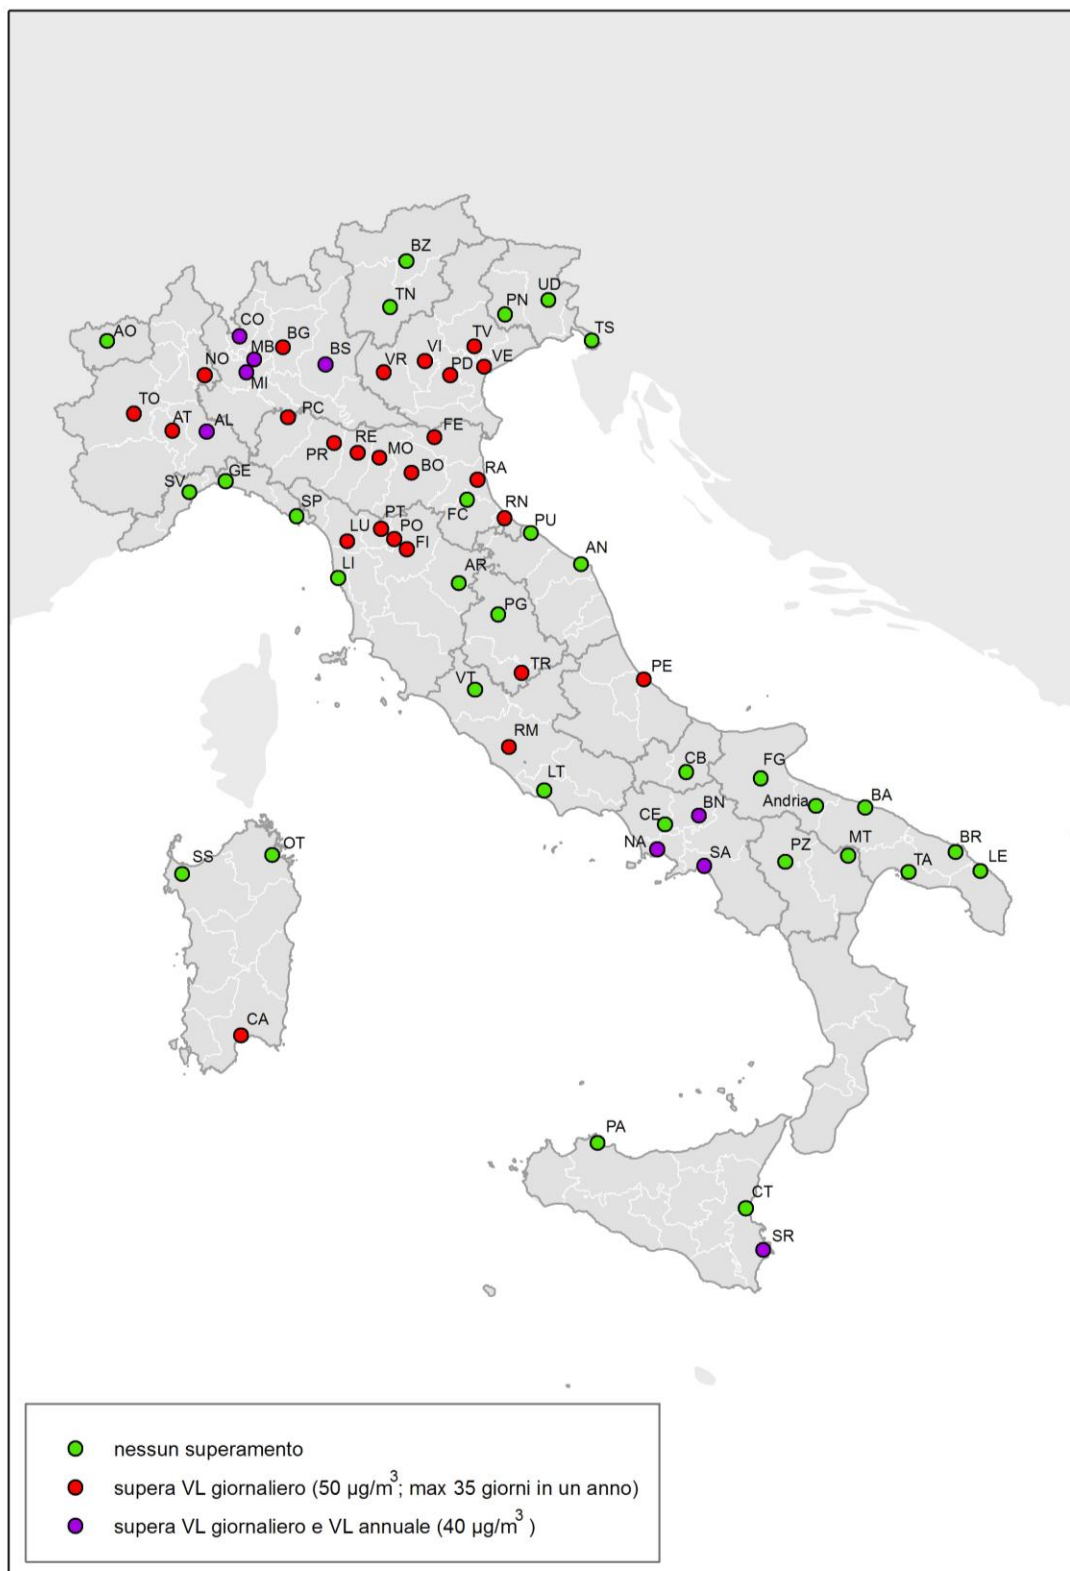 BZ
TN
UD
PN
TS
AO
CO
MB
BG
BS
MI
NO
TV
VI
VR
PD
VE
TO
AT
AL
PC
FE
PR
RE
MO
BO
RA
SV
GE
SP
FC
RN
PU
PT
LU
PO
FI
AN
LI
AR
PG
TR
PE
VT
RM
LT
CB
FG
CE
BN
Andria
BA
NA
SA
PZ
MT
BR
TA
LE
SS
OT
CA
PA
CT
SR
nessun superamento
supera VL giornaliero (50 µg/m³; max 35 giorni in un anno)
supera VL giornaliero e VL annuale (40 µg/m³ )